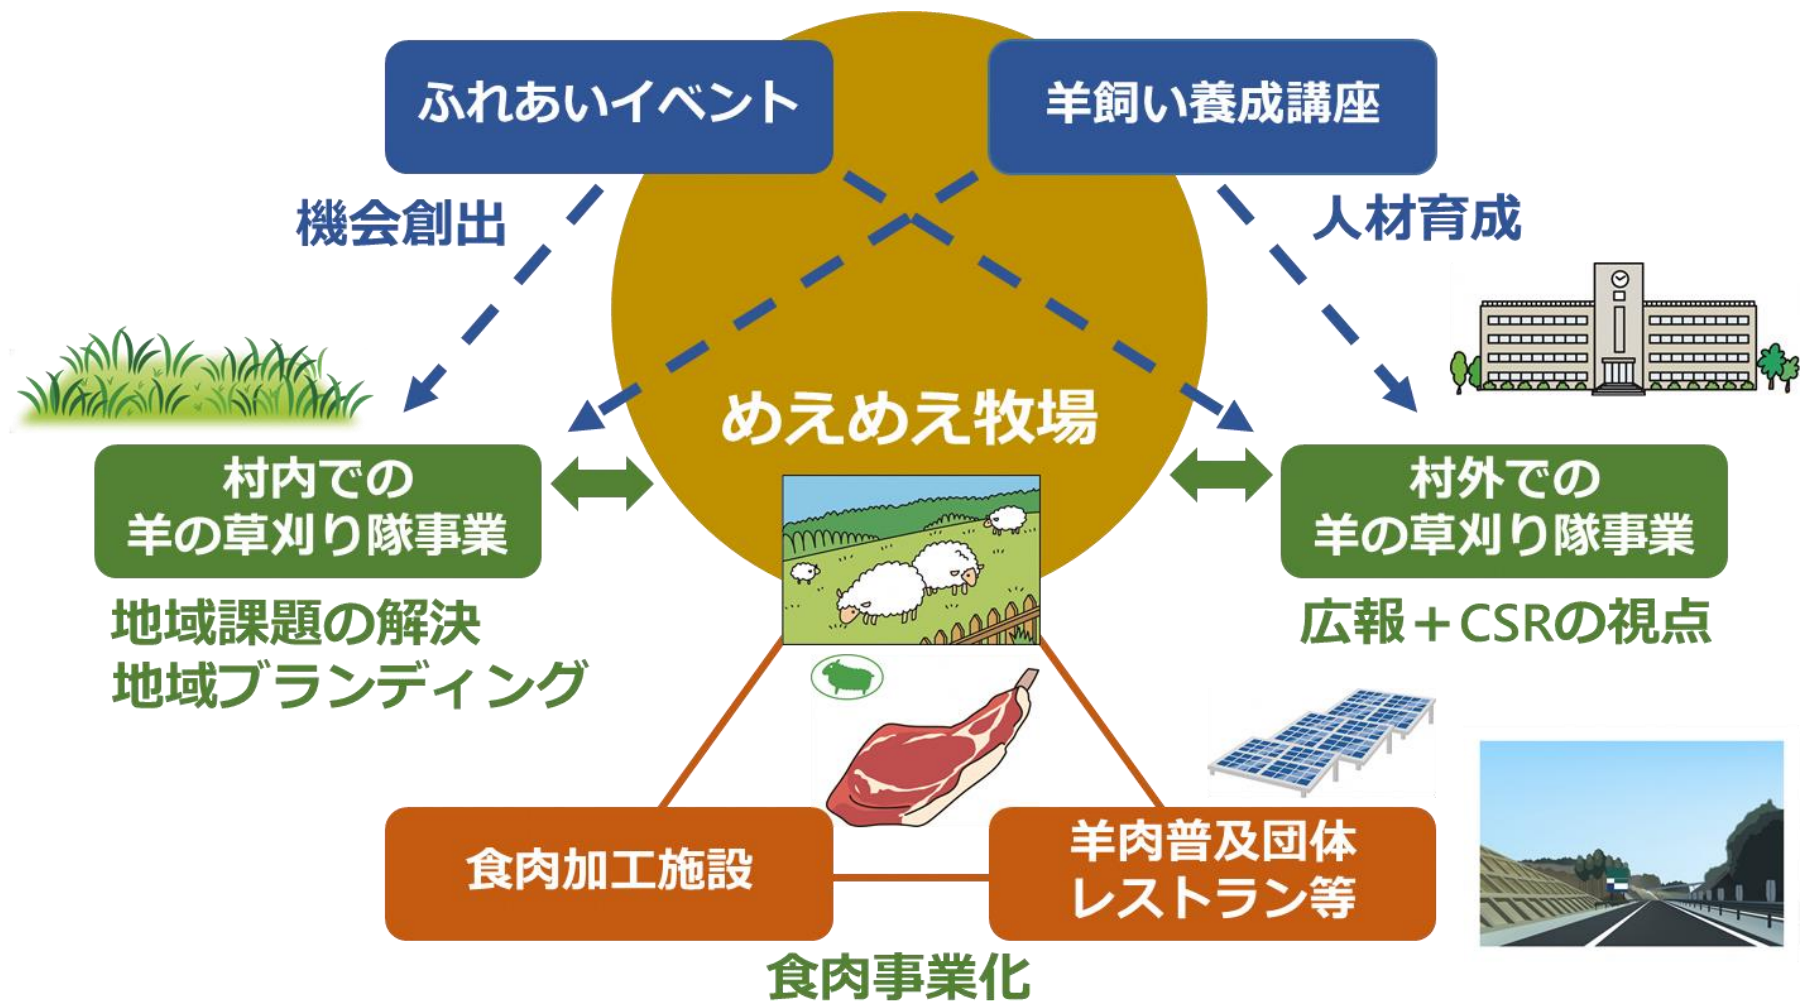 ふれあいイベント
羊飼い養成講座
機会創出
人材育成
めえめえ牧場
村内での
羊の草刈り隊事業
村外での
羊の草刈り隊事業
地域課題の解決
地域ブランディング
広報＋CSRの視点
食肉加工施設
羊肉普及団体
レストラン等
食肉事業化